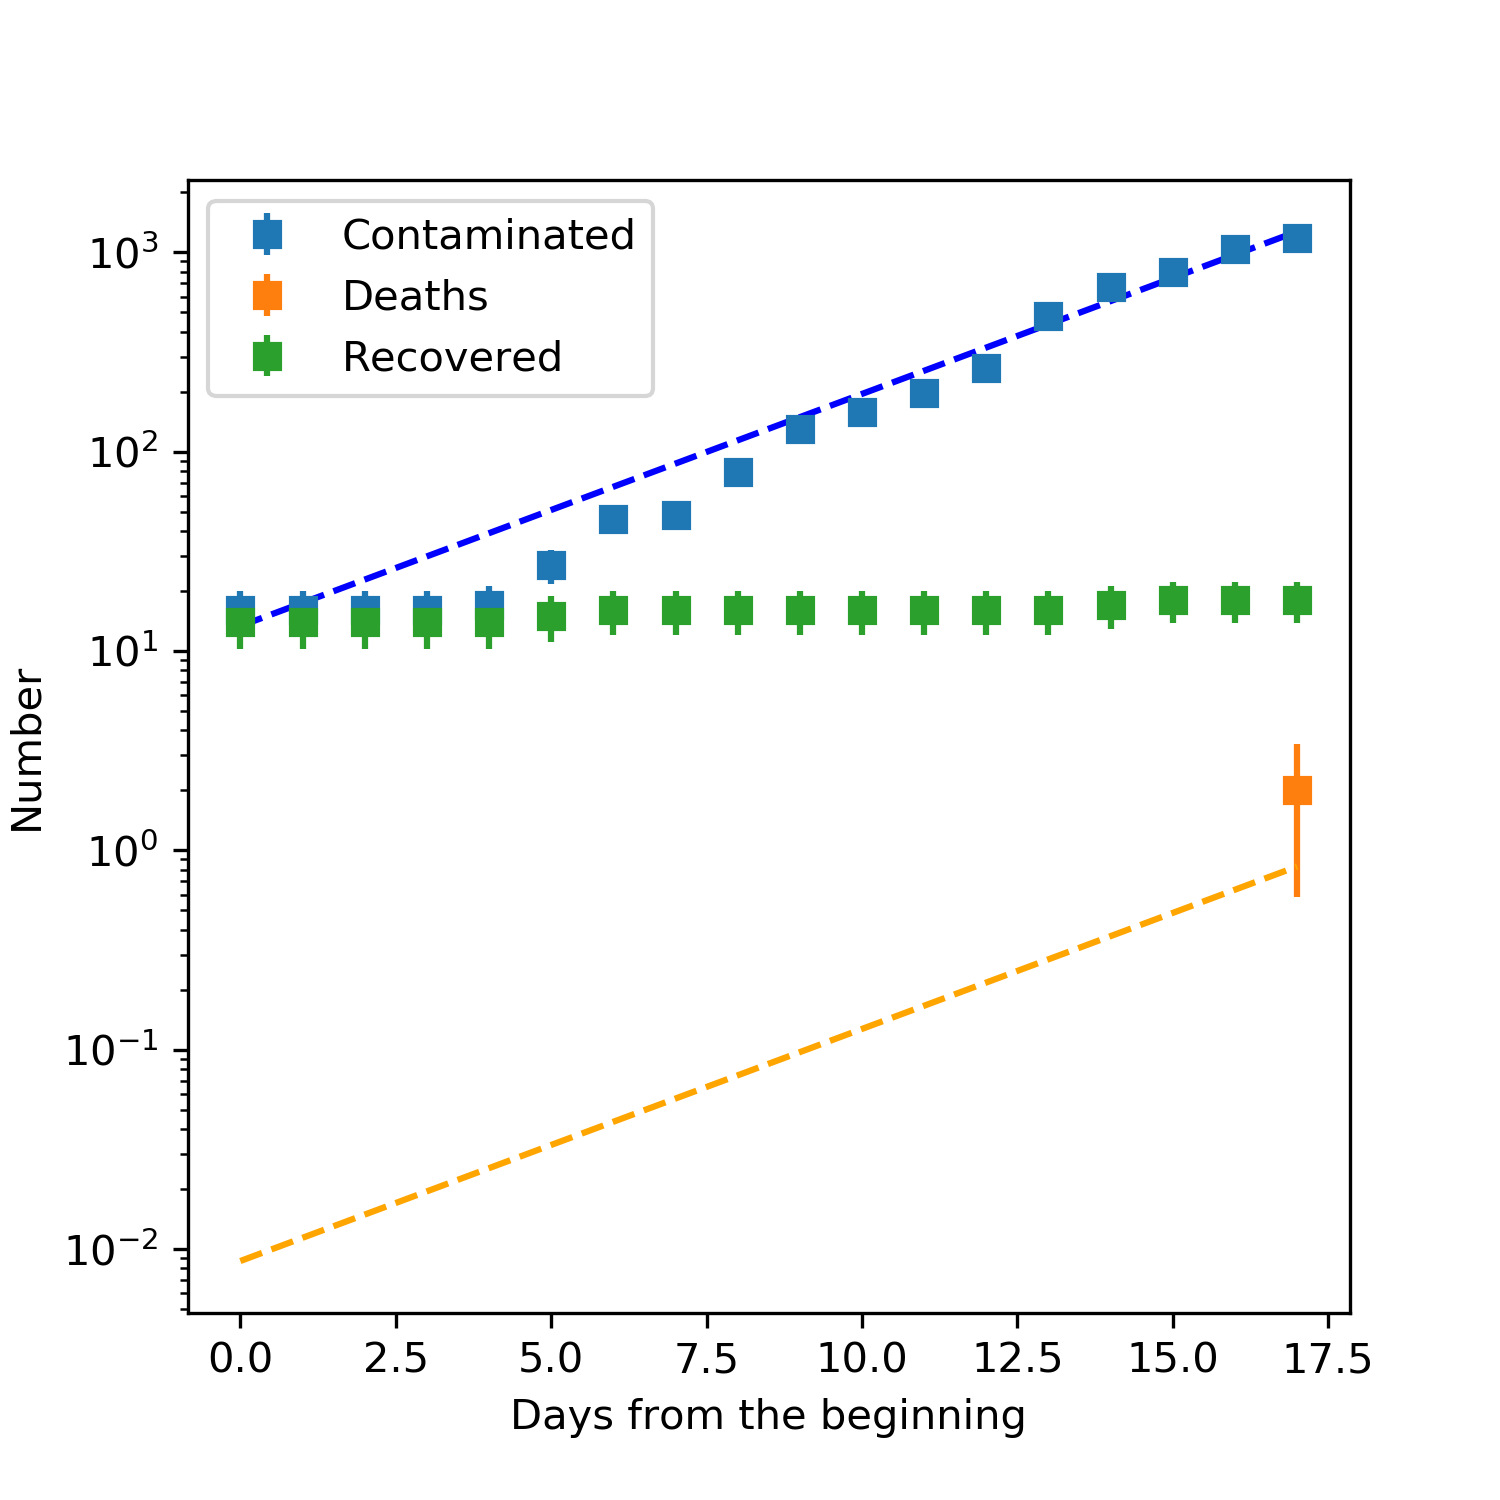 Contaminated
Deaths
Recovered
10³
10²
10¹
10⁰
10⁻¹
10⁻²
Number
0.0 2.5 5.0 7.5 10.0 12.5 15.0 17.5
Days from the beginning